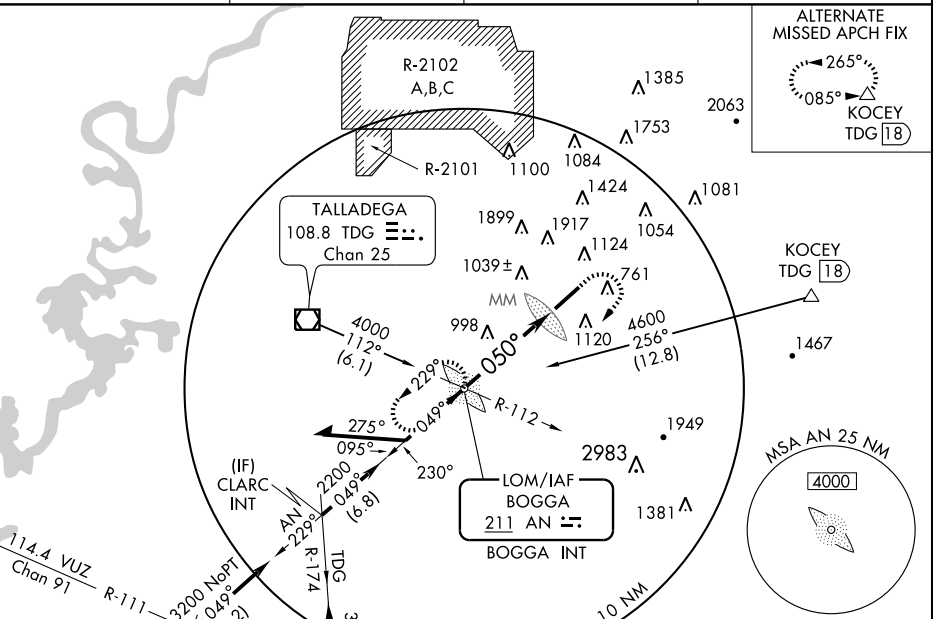 ALTERNATE
MISSED APCH FIX
265°
085°
KOCEY
TDG 18
R-2102
A,B,C
R-2101
1385
2063
1753
1084
1100
1424
1081
1054
1899
1917
1124
1039±
761
TALLADEGA
108.8 TDG
Chan 25
KOCEY
TDG 18
MM
998
1120
4600
256°
(12.8)
1467
4000
112°
(6.1)
050°
229°
049°
R-112
275°
095°
230°
1949
2983
1381
(IF)
CLARC
INT
2200
049°
(6.8)
AN
229°
LOM/IAF
BOGGA
211 AN
BOGGA INT
MSA AN 25 NM
4000
TDG
R-174
114.4 VUZ
Chan 91
R-111
3200 NoPT
049°
2)
3
10 NM